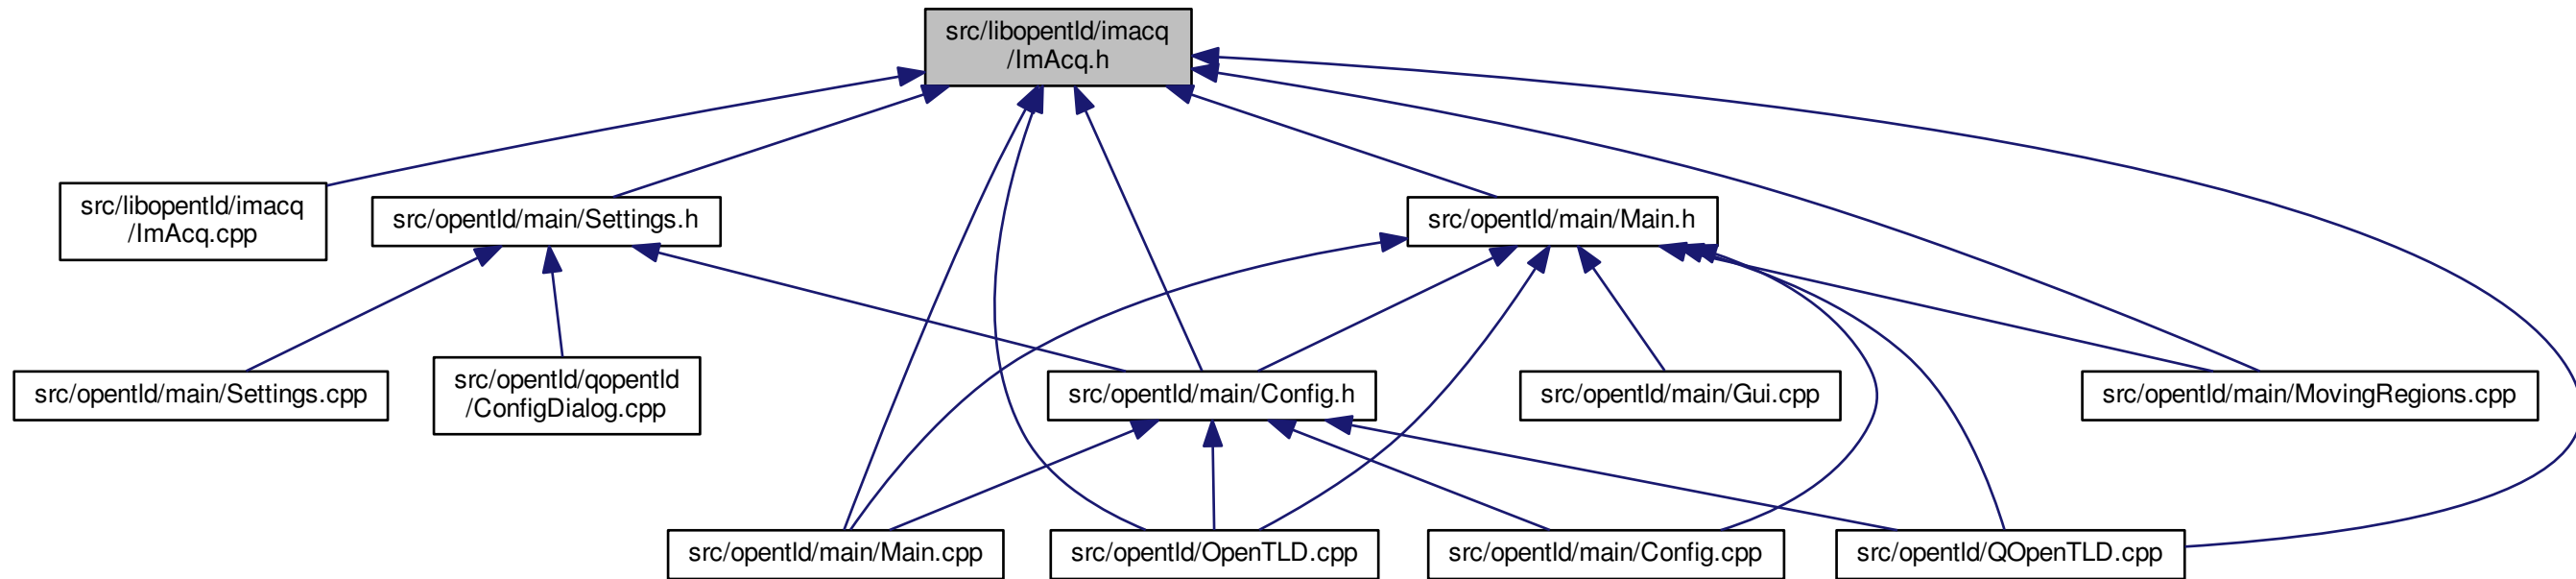 src/libopentld/imacq
/ImAcq.h
src/libopentld/imacq
/ImAcq.cpp
src/opentld/main/Settings.h
src/opentld/main/Main.h
src/opentld/main/Settings.cpp
src/opentld/qopentld
/ConfigDialog.cpp
src/opentld/main/Config.h
src/opentld/main/Gui.cpp
src/opentld/main/MovingRegions.cpp
src/opentld/main/Main.cpp
src/opentld/OpenTLD.cpp
src/opentld/main/Config.cpp
src/opentld/QOpenTLD.cpp